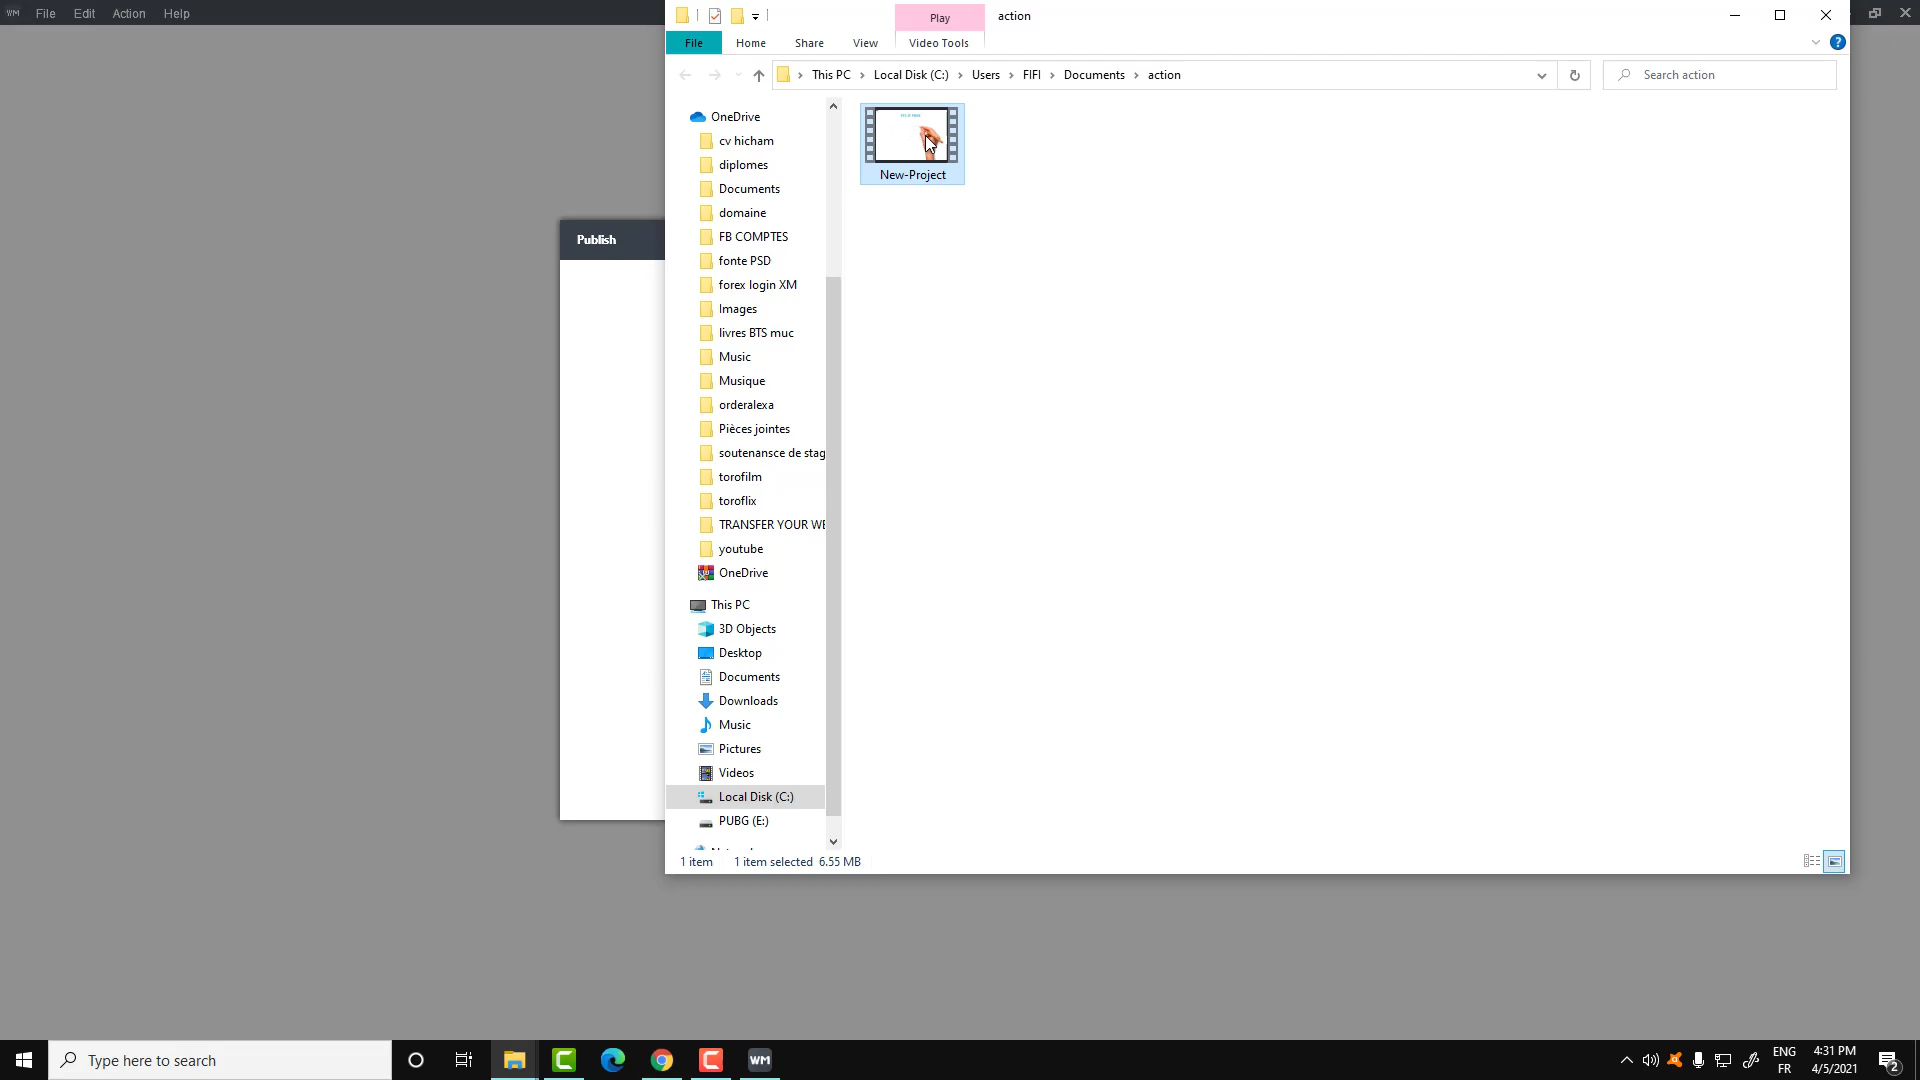 WM File Edit Action Help
Play action
File Home Share View Video Tools
This PC Local Disk (C:) Users FIFI Documents action
Search action
OneDrive
cv hicham
diplomes
Documents
domaine
FB COMPTES
fonte PSD
forex login XM
Images
livres BTS muc
Music
Musique
orderalexa
Pièces jointes
soutenansce de stag
torofilm
toroflix
TRANSFER YOUR WE
youtube
OneDrive
This PC
3D Objects
Desktop
Documents
Downloads
Music
Pictures
Videos
Local Disk (C:)
PUBG (E:)
New-Project
Publish
1 item 1 item selected 6.55 MB
Type here to search
WM
ENG
FR
4:31 PM
4/5/2021
2